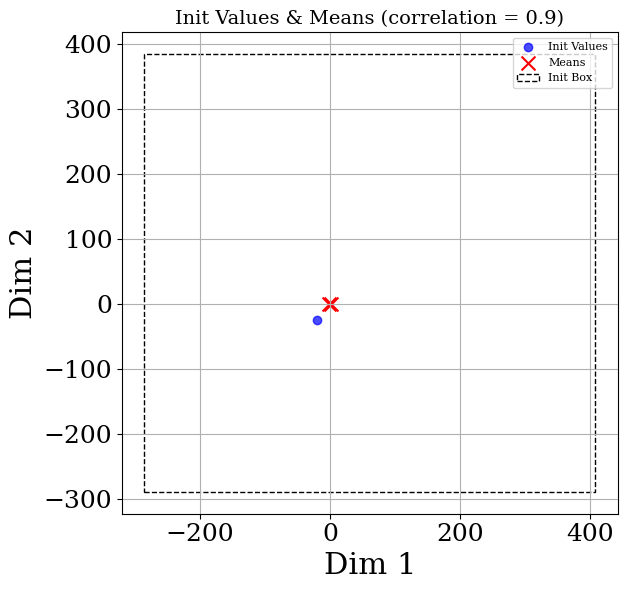 Init Values & Means (correlation = 0.9)
Init Values
Means
Init Box
400
300
200
100
0
−100
−200
−300
Dim 2
−200
0
200
400
Dim 1